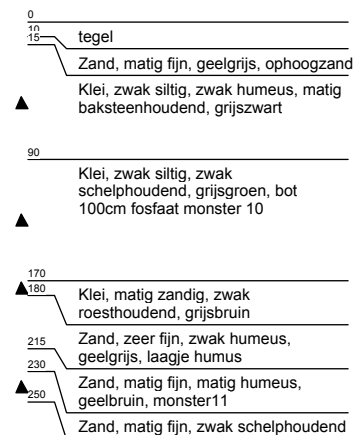 0
10
tegel
15
Zand, matig fijn, geelgrijs, ophoogzand
Klei, zwak siltig, zwak humeus, matig
baksteenhoudend, grijszwart
90
Klei, zwak siltig, zwak
schelphoudend, grijsgroen, bot
100cm fosfaat monster 10
170
180
Klei, matig zandig, zwak
roesthoudend, grijsbruin
215
Zand, zeer fijn, zwak humeus,
geelgrijs, laagje humus
230
Zand, matig fijn, matig humeus,
geelbruin, monster11
250
Zand, matig fijn, zwak schelphoudend